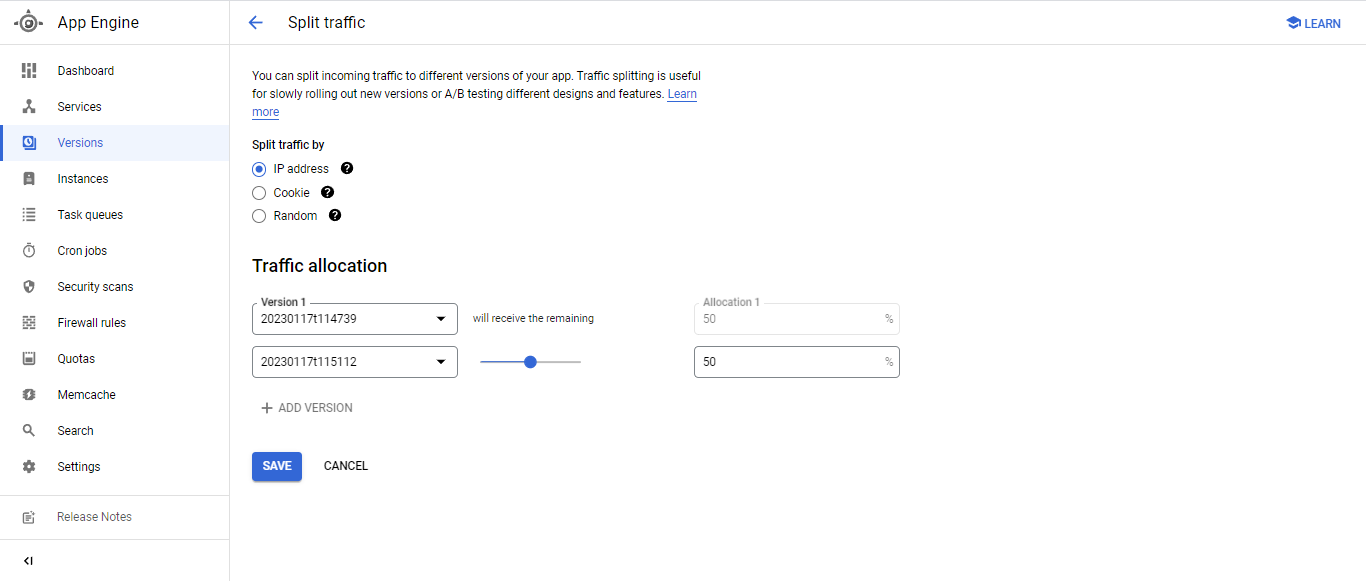 App Engine
Split traffic
LEARN
Dashboard
Services
Versions
Instances
Task queues
Cron jobs
Security scans
Firewall rules
Quotas
Memcache
Search
Settings
Release Notes
You can split incoming traffic to different versions of your app. Traffic splitting is useful
for slowly rolling out new versions or A/B testing different designs and features. Learn
more
Split traffic by
IP address
Cookie
Random
Traffic allocation
Version 1
20230117t114739
will receive the remaining
Allocation 1
50 %
20230117t115112
50 %
ADD VERSION
SAVE CANCEL